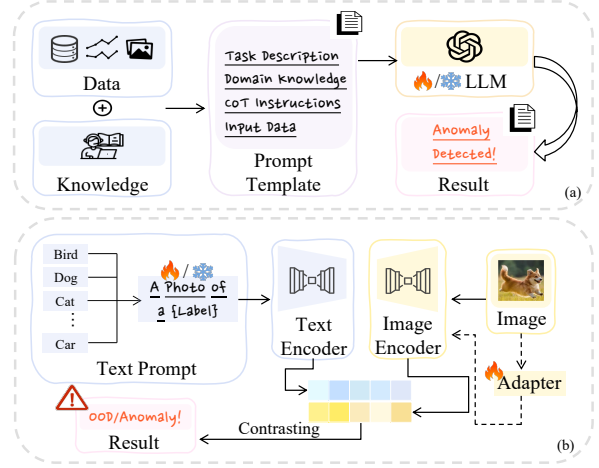 Data
Knowledge
Task Description
Domain Knowledge
CoT Instructions
Input Data
Prompt
Template
LLM
Anomaly
Detected!
Result
(a)
Bird
Dog
Cat
⋮
Car
/
A Photo of
a {Label}
Text Prompt
Text
Encoder
Image
Encoder
Image
Adapter
OOD/Anomaly!
Result
Contrasting
(b)